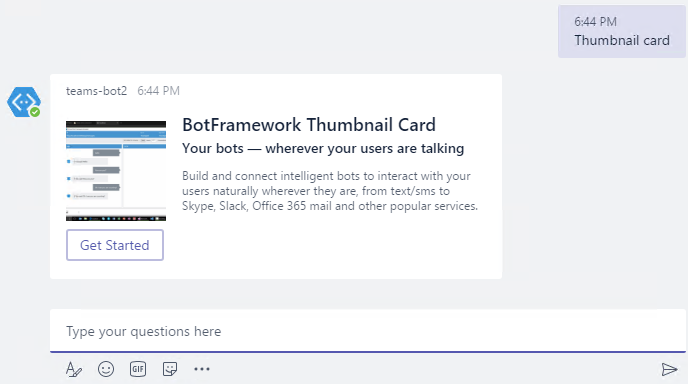 6:44 PM
Thumbnail card
teams-bot2 6:44 PM
BotFramework Thumbnail Card
Your bots — wherever your users are talking
Build and connect intelligent bots to interact with your
users naturally wherever they are, from text/sms to
Skype, Slack, Office 365 mail and other popular services.
Get Started
Type your questions here
GIF